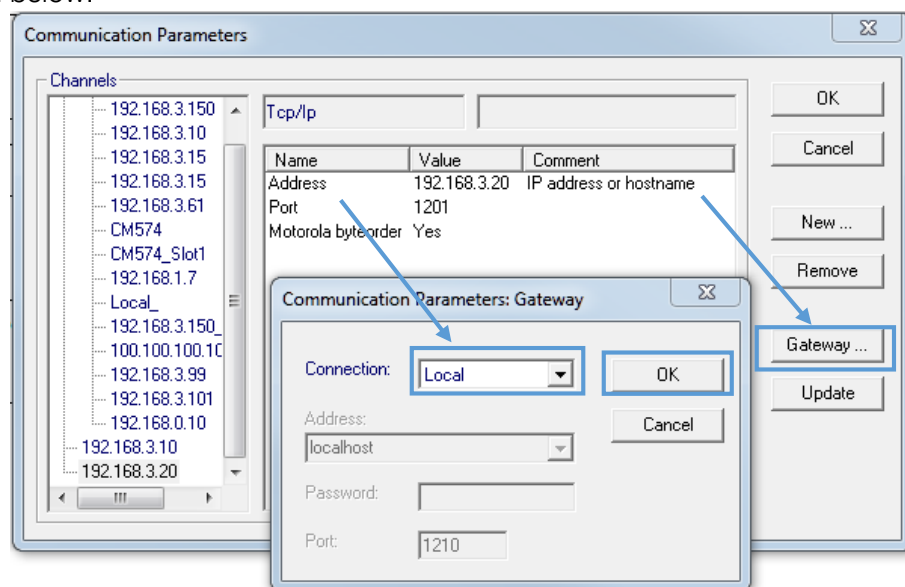 below:
Communication Parameters
Channels
192.168.3.150
192.168.3.10
192.168.3.15
192.168.3.15
192.168.3.61
CM574
CM574_Slot1
192.168.1.7
Local_
192.168.3.150_
100.100.100.10
192.168.3.99
192.168.3.101
192.168.0.10
192.168.3.10
192.168.3.20
Tcp/Ip
Name Value Comment
Address 192.168.3.20 IP address or hostname
Port 1201
Motorola byteorder Yes
OK
Cancel
New ...
Remove
Gateway ...
Update
Communication Parameters: Gateway
Connection: Local
OK
Address:
Cancel
localhost
Password:
Port: 1210